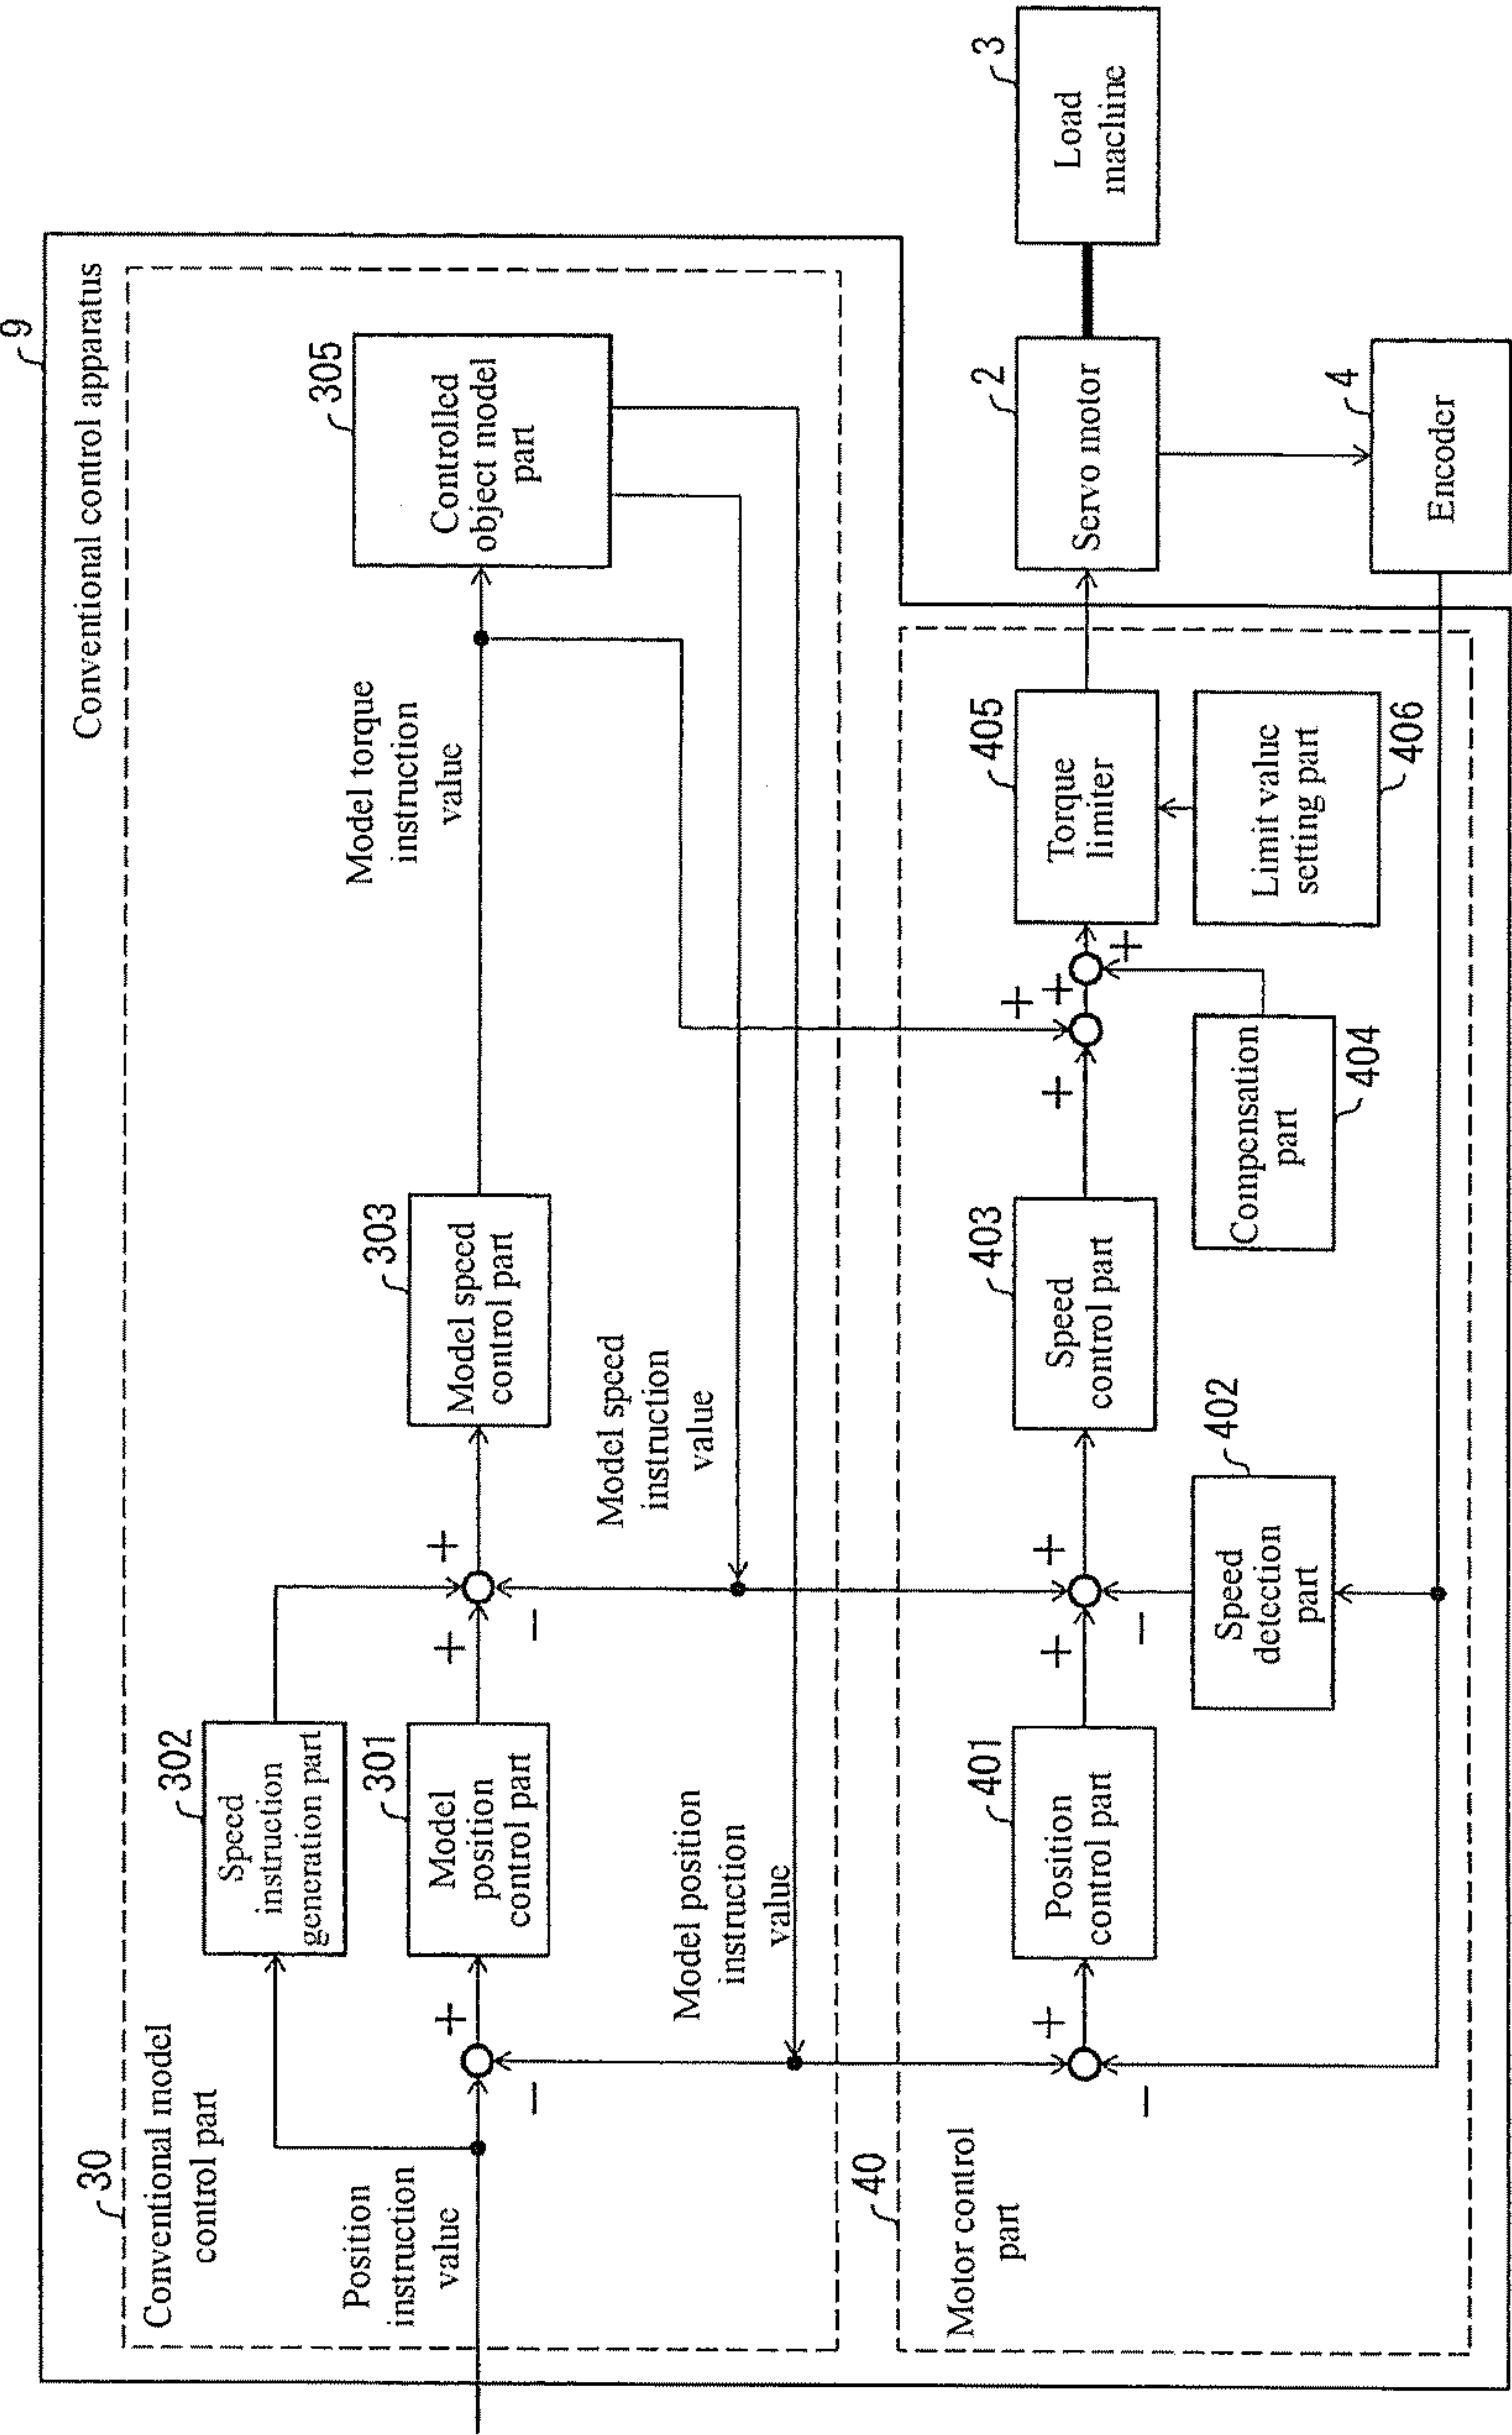 9
Conventional control apparatus
30
Conventional model
control part
302
Speed
instruction
generation part
305
Controlled
object model
part
Model torque
instruction
value
303
Model speed
control part
301
Model
position
control part
Position
instruction
value
+
+
+
+
−
−
Model speed
instruction
value
Model position
instruction
value
40
Motor control
part
401
Position
control part
403
Speed
control part
405
Torque
limiter
2
Servo motor
3
Load
machine
+
+
+
+
+
+
+
−
−
402
Speed
detection
part
404
Compensation
part
Limit value
setting part
406
4
Encoder